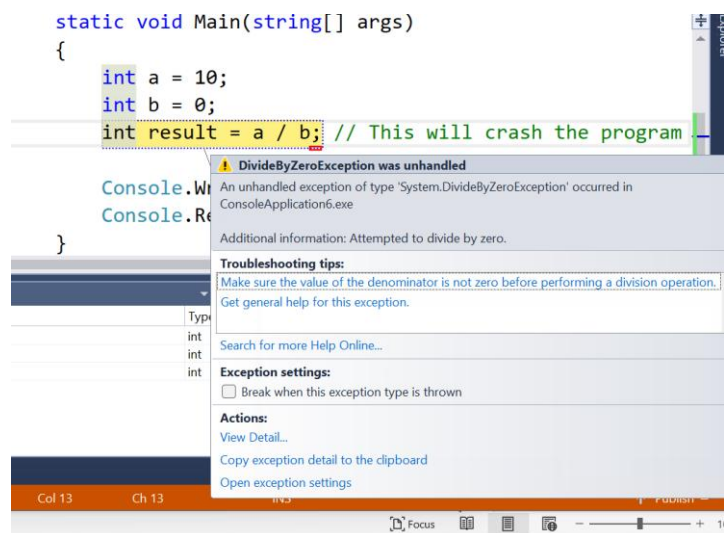 static void Main(string[] args)
{
int a = 10;
int b = 0;
int result = a / b; // This will crash the program
Console.
Console.
}
DivideByZeroException was unhandled
An unhandled exception of type 'System.DivideByZeroException' occurred in
ConsoleApplication6.exe
Additional information: Attempted to divide by zero.
Troubleshooting tips:
Make sure the value of the denominator is not zero before performing a division operation.
Get general help for this exception.
Search for more Help Online...
Exception settings:
Break when this exception type is thrown
Actions:
View Detail...
Copy exception detail to the clipboard
Open exception settings
int
int
int
Col 13 Ch 13
Focus